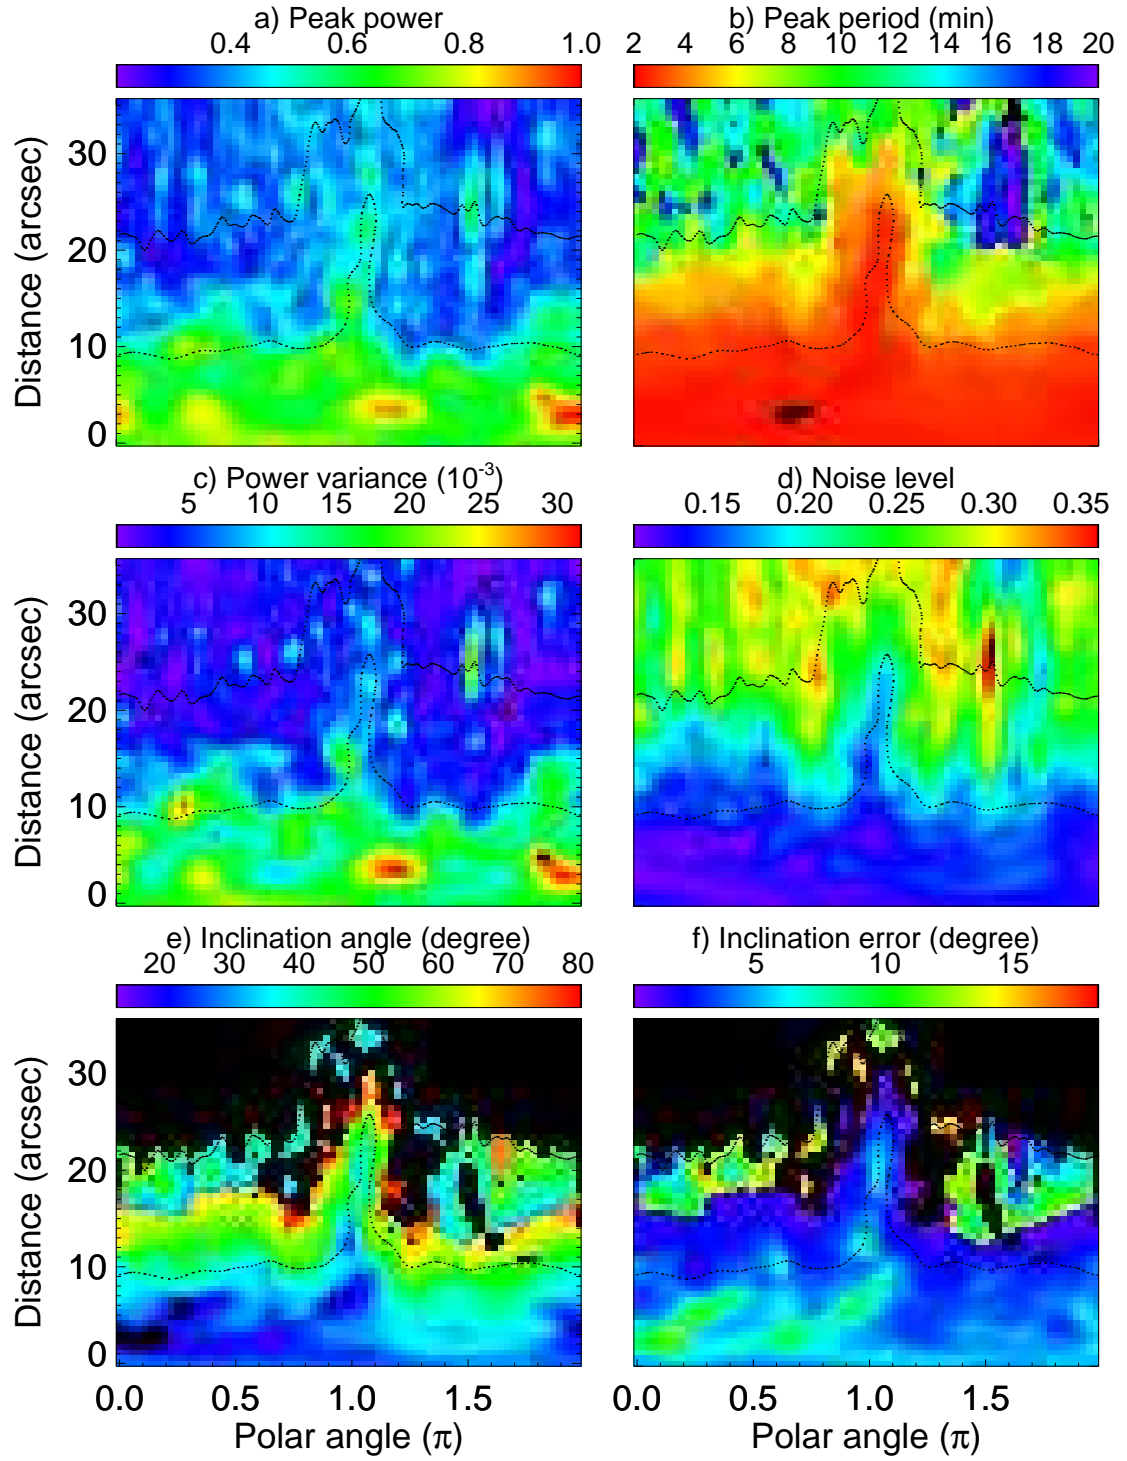 a) Peak power
b) Peak period (min)
0.4 0.6 0.8 1.0
2 4 6 8 10 12 14 16 18 20
Distance (arcsec)
30
20
10
0
c) Power variance (10-3)
d) Noise level
5 10 15 20 25 30
0.15 0.20 0.25 0.30 0.35
Distance (arcsec)
30
20
10
0
e) Inclination angle (degree)
f) Inclination error (degree)
20 30 40 50 60 70 80
5 10 15
Distance (arcsec)
30
20
10
0
0.0 0.5 1.0 1.5
0.0 0.5 1.0 1.5
Polar angle (π)
Polar angle (π)